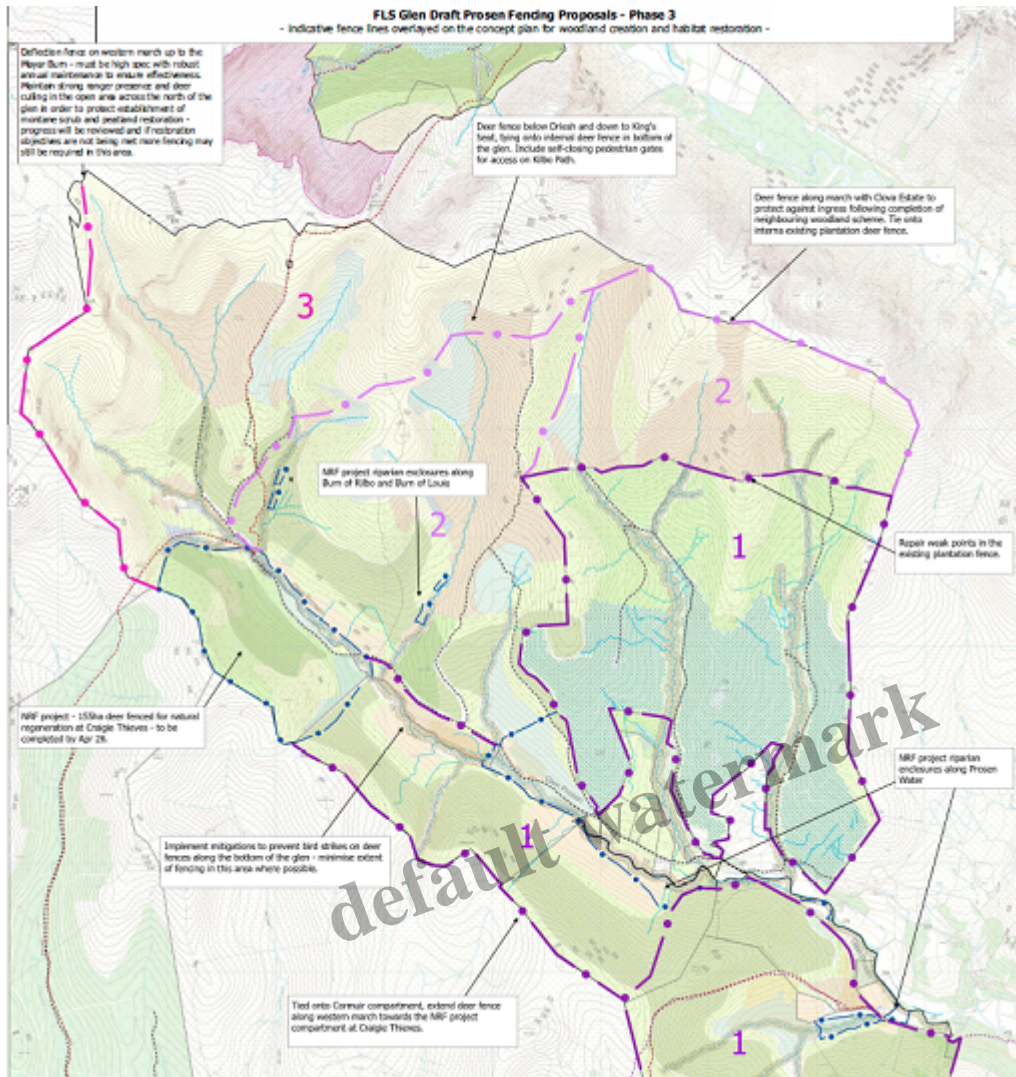 FLS Glen Draft Prosen Fencing Proposals - Phase 3
- indicative fence lines overlayed on the concept plan for woodland creation and habitat restoration -
Deflection fence on western march up to the
Mayar Burn - must be high spec with robust
annual maintenance to ensure effectiveness.
Maintain strong ranger presence and deer
culling in the open area across the north of the
glen in order to protect establishment of
montane scrub and peatland restoration -
progress will be reviewed and if restoration
objectives are not being met more fencing may
still be required in this area.
Deer fence below Driesh and down to King's
Seat, tying onto internal deer fence in bottom of
the glen. Include self-closing pedestrian gates
for access on Kilbo Path.
Deer fence along march with Clova Estate to
protect against ingress following completion of
neighbouring woodland scheme. Tie onto
interna existing plantation deer fence.
3
2
NRF project riparian enclosures along
Burn of Kilbo and Burn of Louie
2
1
Repair weak points in the
existing plantation fence.
NRF project - 155ha deer fenced for natural
regeneration at Craigie Thieves - to be
completed by Apr 26.
NRF project riparian
enclosures along Prosen
Water
1
Implement mitigations to prevent bird strikes on deer
fences along the bottom of the glen - minimise extent
of fencing in this area where possible.
default watermark
Tied onto Cormuir compartment, extend deer fence
along western march towards the NRF project
compartment at Craigie Thieves.
1